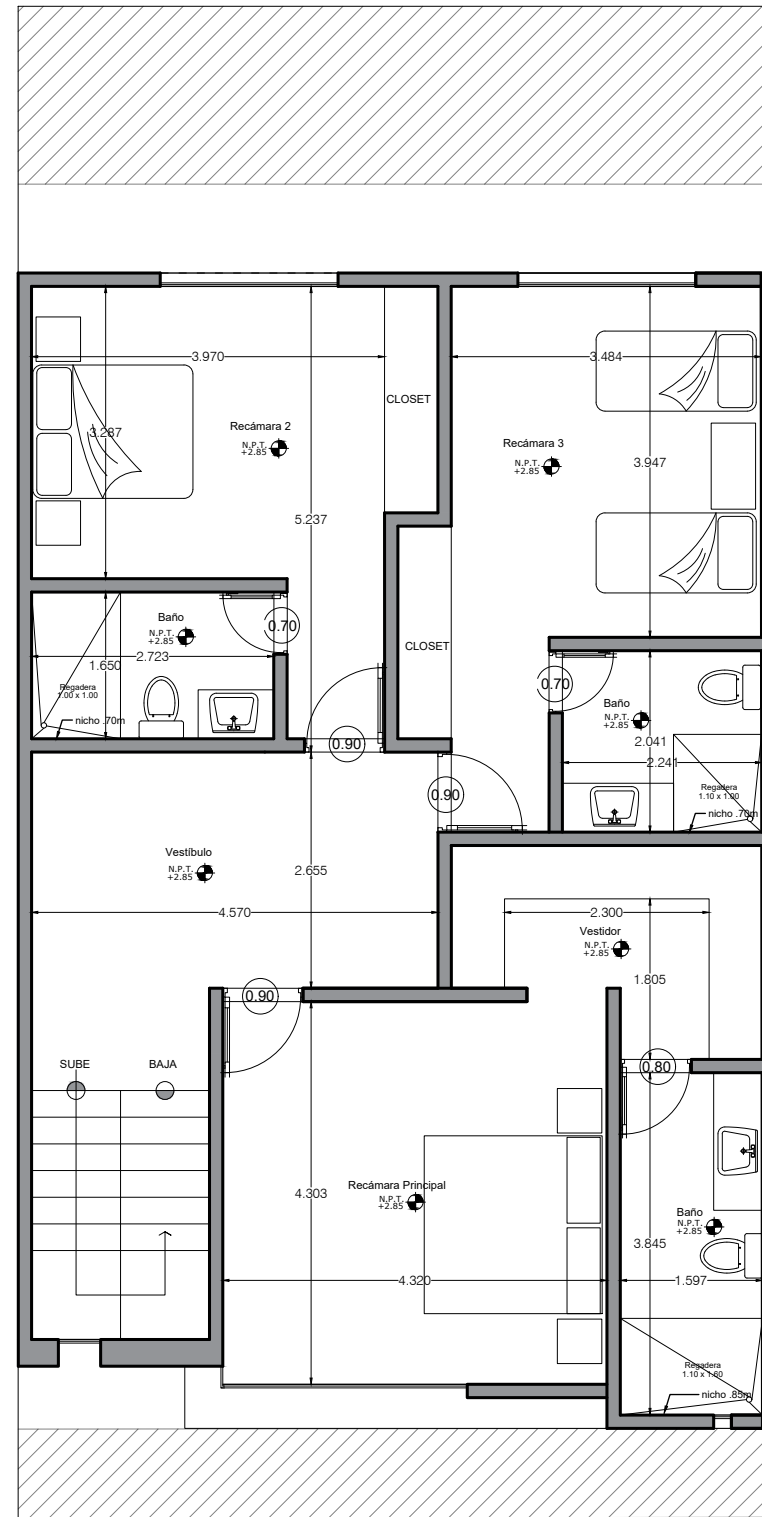 3.970
3.484
CLOSET
Recámara 2
N.P.T.
+2.85
3.287
Recámara 3
N.P.T.
+2.85
3.947
5.237
Baño
N.P.T.
+2.85
0.70
2.723
1.650
Regadera
1.00 x 1.00
nicho .70m
CLOSET
0.70
Baño
N.P.T.
+2.85
2.041
2.241
Regadera
1.10 x 1.00
nicho .70m
0.90
0.90
Vestíbulo
N.P.T.
+2.85
2.655
4.570
2.300
Vestidor
N.P.T.
+2.85
1.805
0.90
SUBE
BAJA
0.80
Recámara Principal
N.P.T.
+2.85
4.303
4.320
Baño
N.P.T.
+2.85
3.845
1.597
Regadera
1.10 x 1.60
nicho .85m